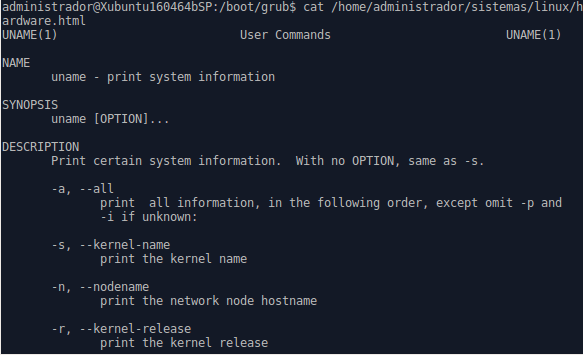 administrador@Xubuntu160464bSP:/boot/grub$ cat /home/administrador/sistemas/linux/h
ardware.html
UNAME(1) User Commands UNAME(1)
NAME
uname - print system information
SYNOPSIS
uname [OPTION]...
DESCRIPTION
Print certain system information.  With no OPTION, same as -s.
-a, --all
print  all information, in the following order, except omit -p and
-i if unknown:
-s, --kernel-name
print the kernel name
-n, --nodename
print the network node hostname
-r, --kernel-release
print the kernel release